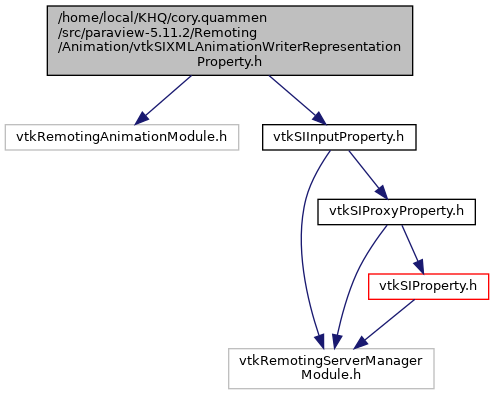 /home/local/KHQ/cory.quammen
/src/paraview-5.11.2/Remoting
/Animation/vtkSIXMLAnimationWriterRepresentation
Property.h
vtkRemotingAnimationModule.h
vtkSIInputProperty.h
vtkSIProxyProperty.h
vtkSIProperty.h
vtkRemotingServerManager
Module.h